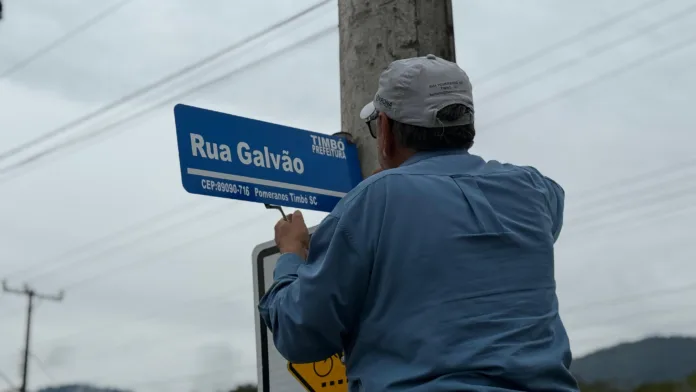 Rua Galvão
TIMBÓ
PREFEITURA
CEP:89090-716 Pomeranos Timbó SC